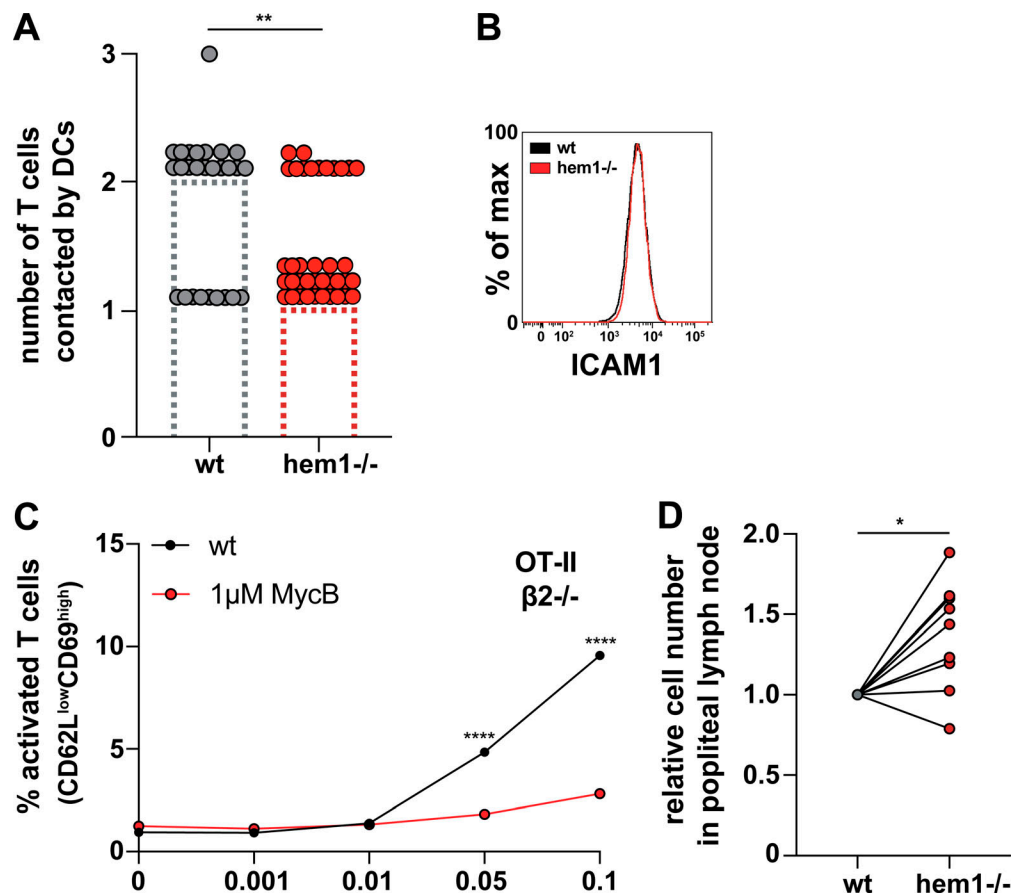 A
**
number of T cells
contacted by DCs
3
2
1
0
wt
hem1-/-
B
100
wt
hem1-/-
% of max
0
0 10² 10³ 10⁴ 10⁵
ICAM1
C
% activated T cells
(CD62LlowCD69high)
15
10
5
0
wt
1µM MycB
OT-II
β2-/-
****
****
0 0.001 0.01 0.05 0.1
D
*
relative cell number
in popliteal lymph node
2.0
1.5
1.0
0.5
0.0
wt
hem1-/-